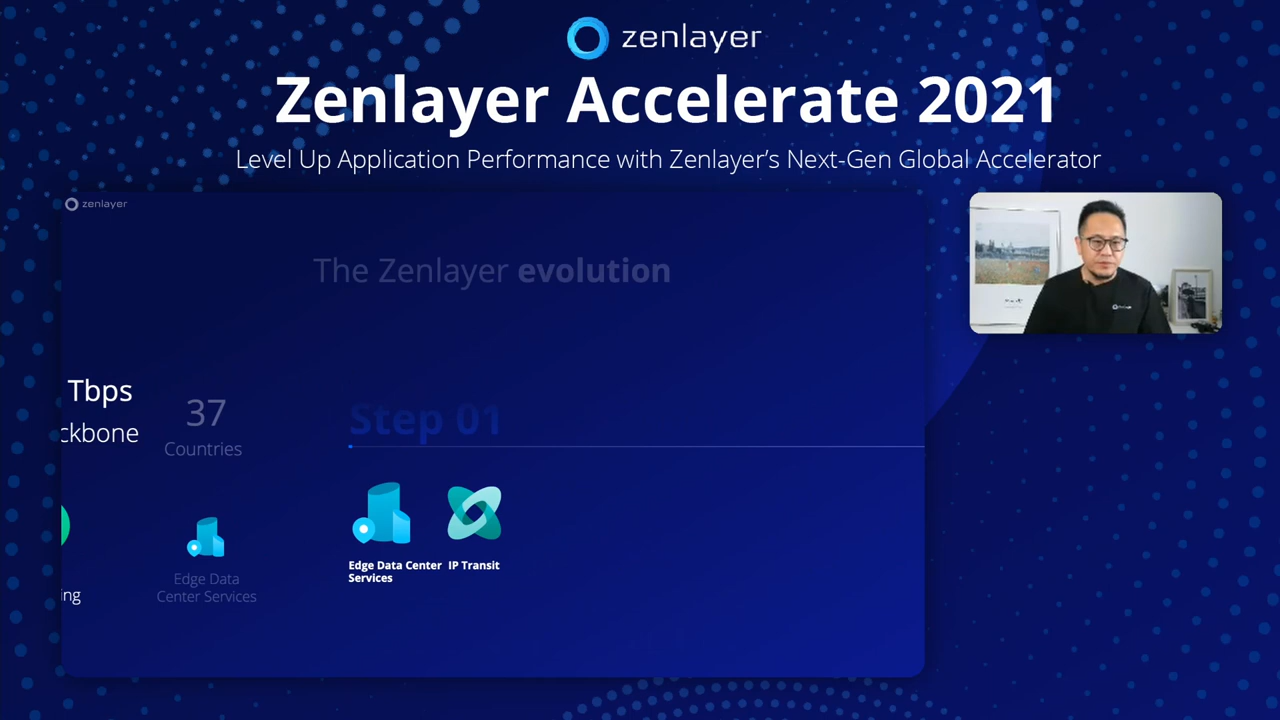 zenlayer
Zenlayer Accelerate 2021
Level Up Application Performance with Zenlayer’s Next-Gen Global Accelerator
zenlayer
The Zenlayer evolution
Tbps
ckbone
37
Countries
Step 01
ing
Edge Data
Center Services
Edge Data Center
Services
IP Transit